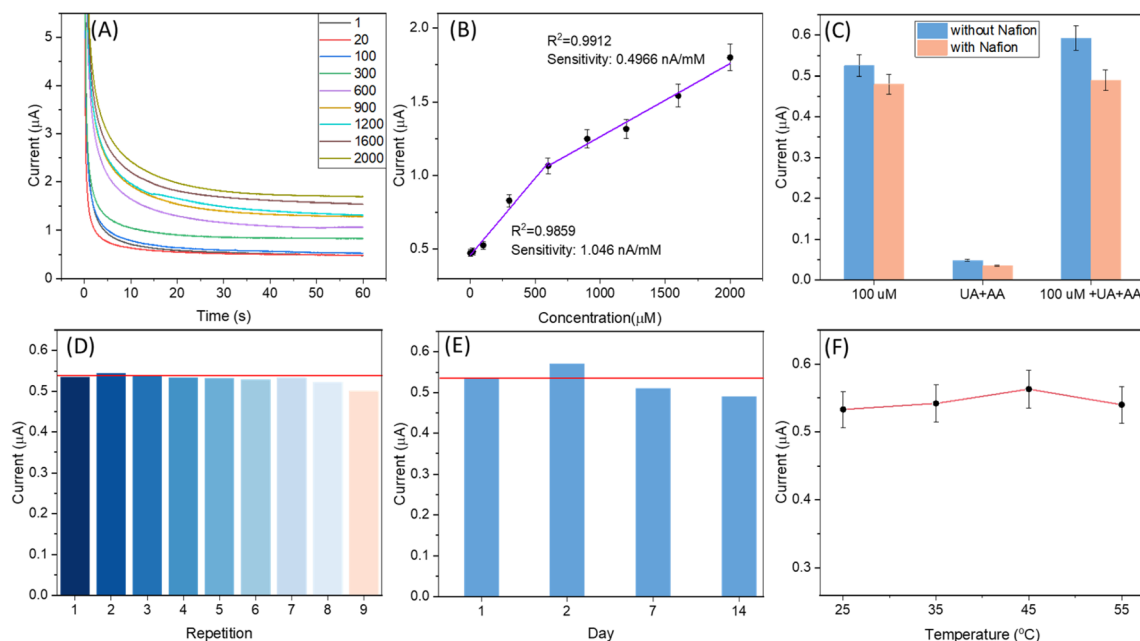 (A)
1
20
100
300
600
900
1200
1600
2000
5
4
3
2
1
0
Current (μA)
0 10 20 30 40 50 60
Time (s)
(B)
R²=0.9912
Sensitivity: 0.4966 nA/mM
R²=0.9859
Sensitivity: 1.046 nA/mM
2.0
1.5
1.0
0.5
0.0
Current (μA)
0 500 1000 1500 2000
Concentration(μM)
(C)
without Nafion
with Nafion
0.6
0.5
0.4
0.3
0.2
0.1
0.0
Current (μA)
100 uM UA+AA 100 uM +UA+AA
(D)
0.6
0.5
0.4
0.3
0.2
0.1
0.0
Current (μA)
1 2 3 4 5 6 7 8 9
Repetition
(E)
0.6
0.5
0.4
0.3
0.2
0.1
0.0
Current (μA)
1 2 7 14
Day
(F)
0.6
0.5
0.4
0.3
Current (μA)
25 35 45 55
Temperature (°C)